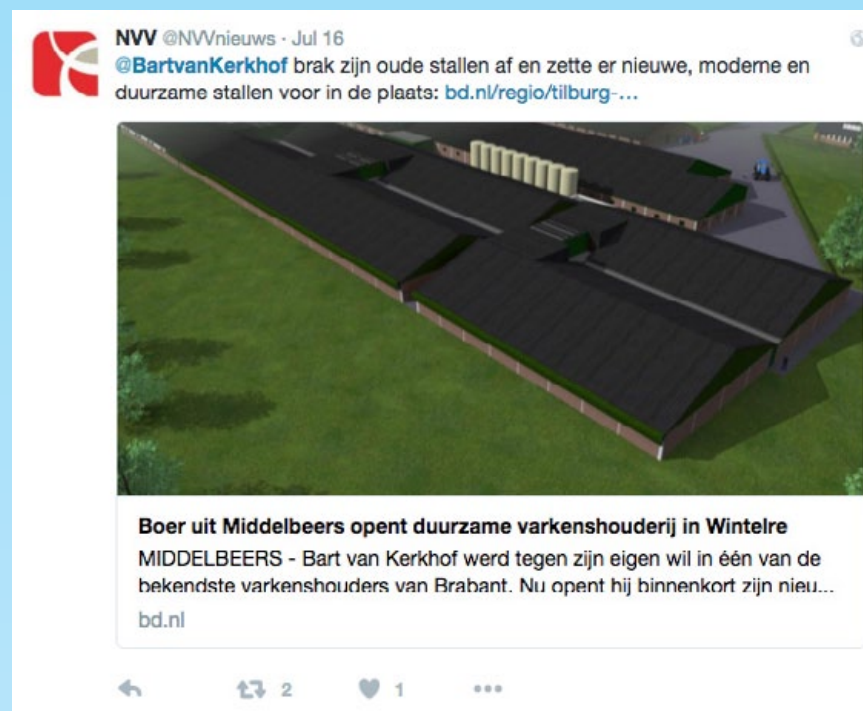 NVV @NVVnieuws · Jul 16
@BartvanKerkhof brak zijn oude stallen af en zette er nieuwe, moderne en
duurzame stallen voor in de plaats: bd.nl/regio/tilburg-...
Boer uit Middelbeers opent duurzame varkenshouderij in Wintelre
MIDDELBEERS - Bart van Kerkhof werd tegen zijn eigen wil in één van de
bekendste varkenshouders van Brabant. Nu opent hij binnenkort zijn nieu...
bd.nl
2 1